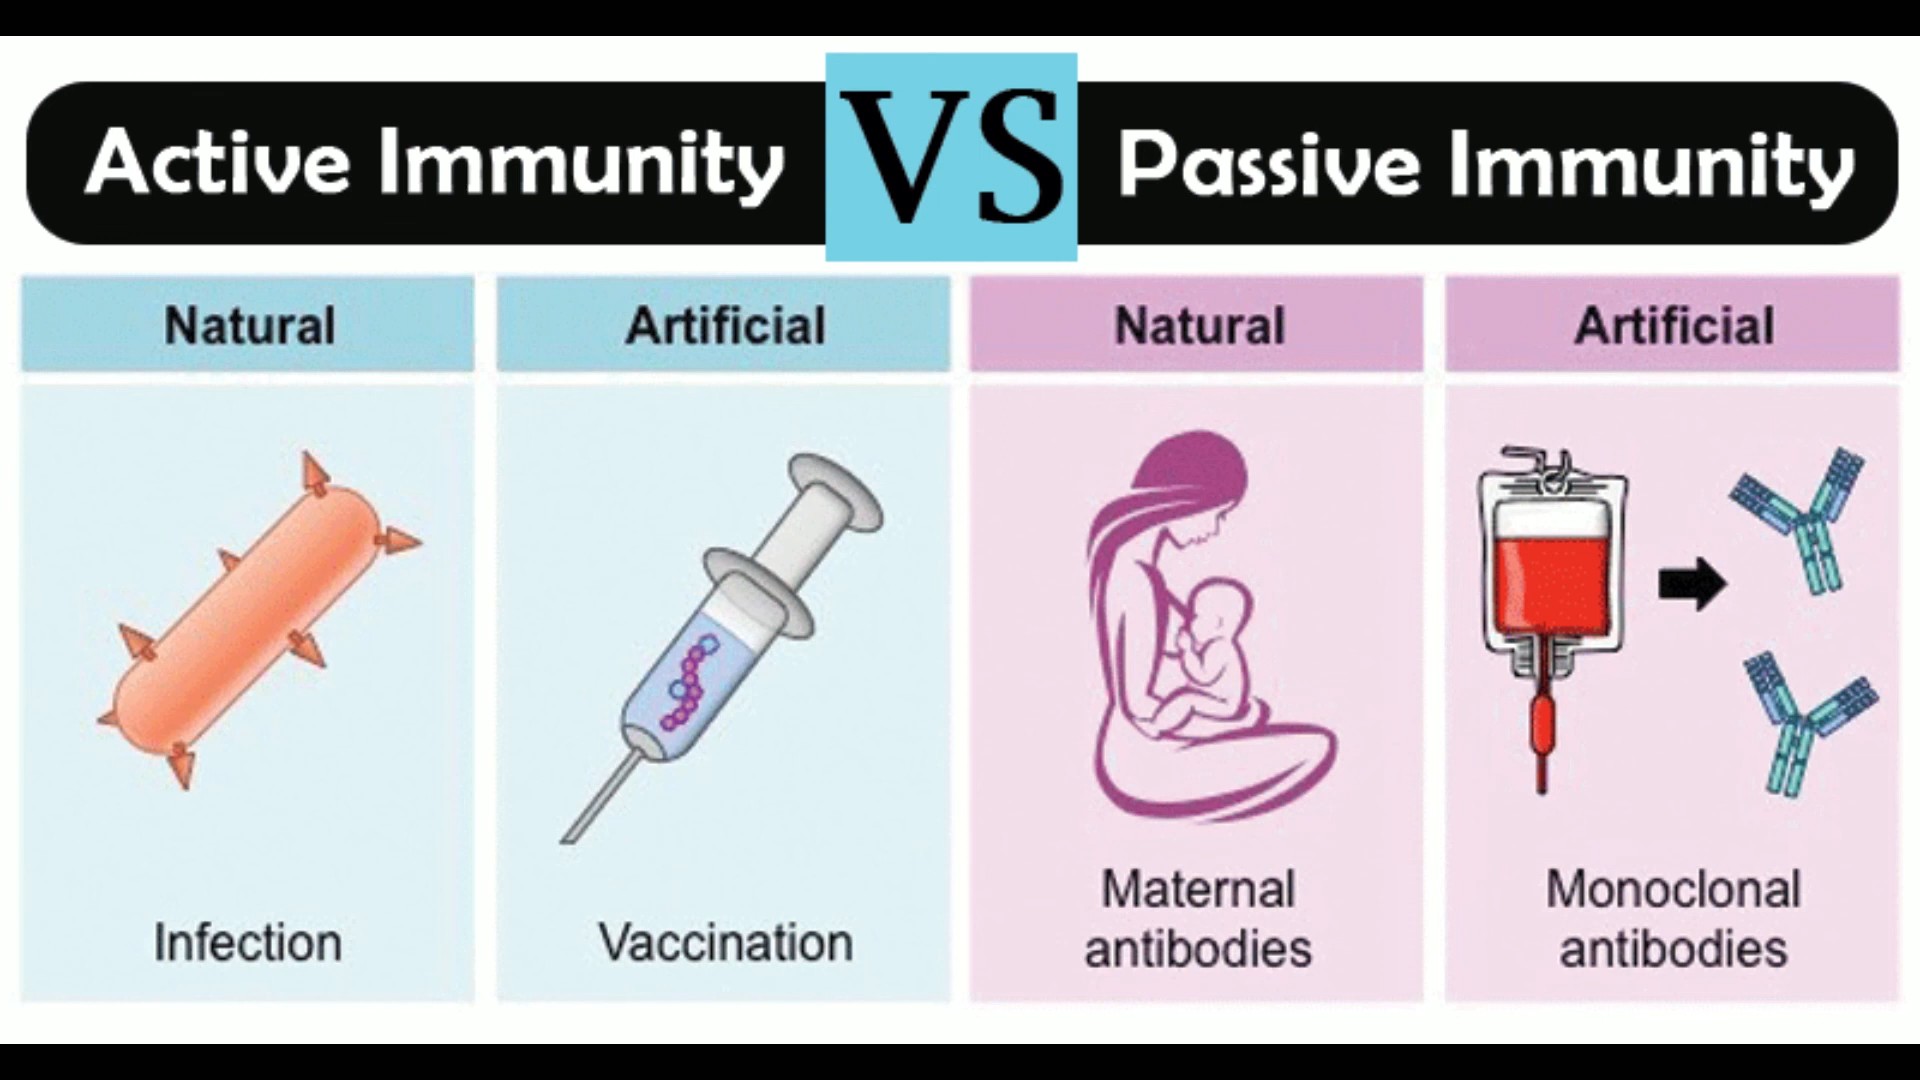 Active Immunity VS Passive Immunity
Natural
Artificial
Natural
Artificial
Infection
Vaccination
Maternal
antibodies
Monoclonal
antibodies